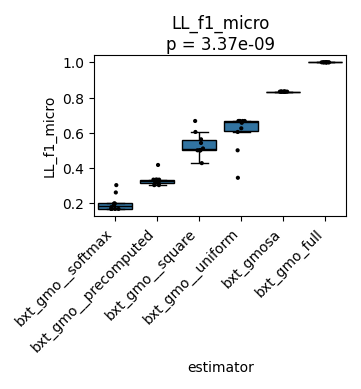 LL_f1_micro
p = 3.37e-09
LL_f1_micro
1.0
0.8
0.6
0.4
0.2
bxt_gmo__softmax
bxt_gmo__precomputed
bxt_gmo__square
bxt_gmo__uniform
bxt_gmosa
bxt_gmo_full
estimator